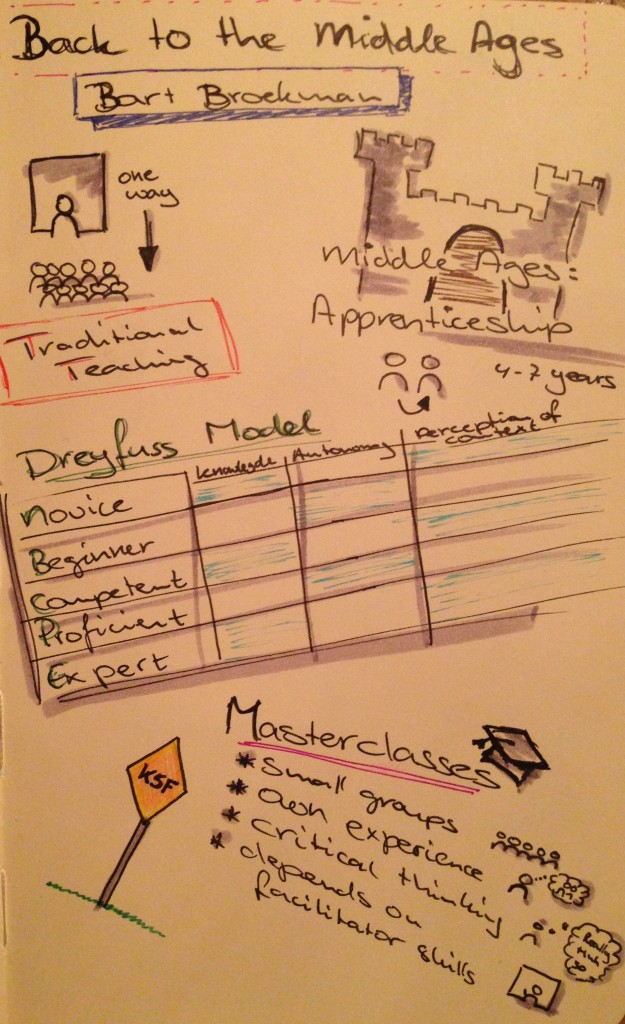 Back to the Middle Ages
Bart Broekman
one
way
Traditional
Teaching
Middle Ages:
Apprenticeship
4-7 years
Dreyfuss Model
knowledge
Autonomy
Perception of
context
Novice
Beginner
Competent
Proficient
Expert
KSF
Masterclasses
* Small groups
* own experience
* critical thinking
* depends on
facilitator skills
Really